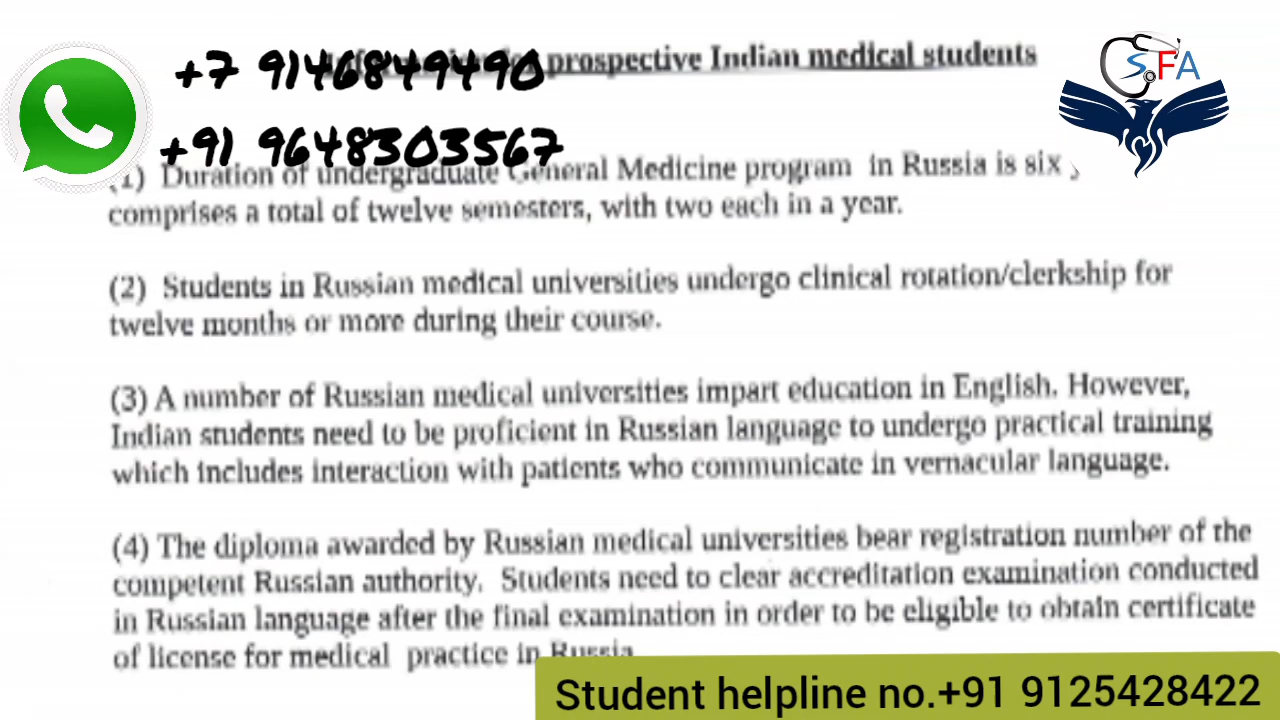 +7 9146849490
prospective Indian medical students
SFA
+91 9648303567
(1) Duration of undergraduate General Medicine program in Russia is six
comprises a total of twelve semesters, with two each in a year.
(2) Students in Russian medical universities undergo clinical rotation/clerkship for
twelve months or more during their course.
(3) A number of Russian medical universities impart education in English. However,
Indian students need to be proficient in Russian language to undergo practical training
which includes interaction with patients who communicate in vernacular language.
(4) The diploma awarded by Russian medical universities bear registration number of the
competent Russian authority. Students need to clear accreditation examination conducted
in Russian language after the final examination in order to be eligible to obtain certificate
of license for medical practice in Russia
Student helpline no.+91 9125428422